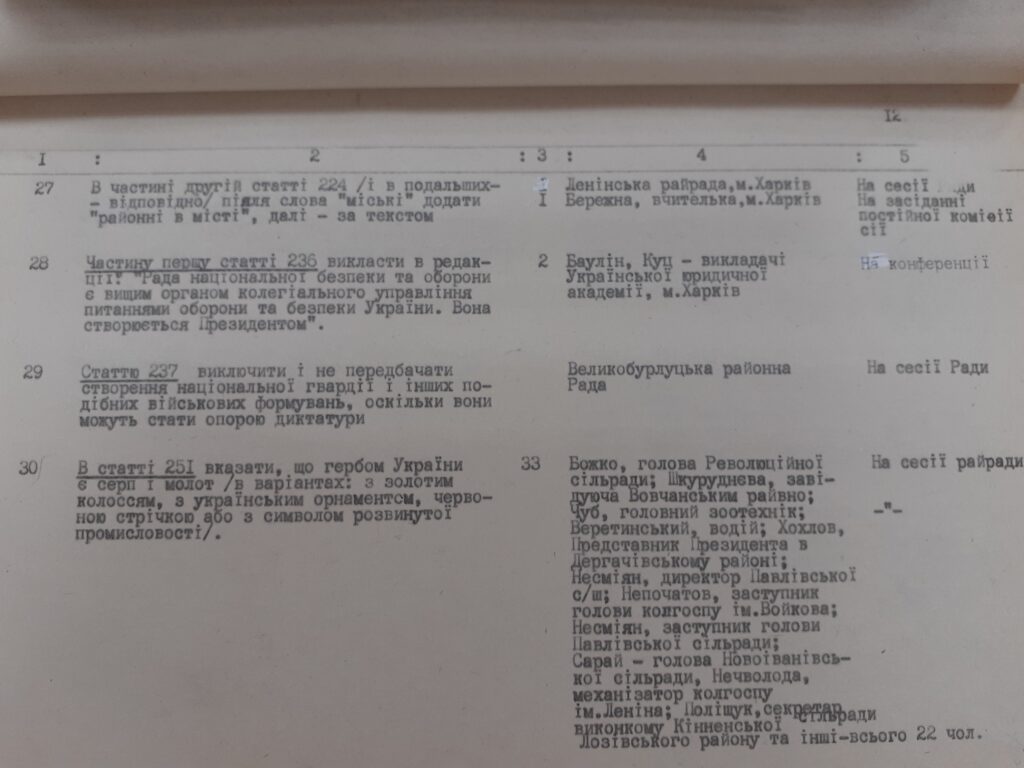 12
1 : 2 : 3 : 4 : 5
27 В частині другій статті 224 /і в подальших-
- відповідно/ після слова "міські" додати
"районні в місті", далі - за текстом
I Ленінська райрада,м.Харків
I Бережна, вчителька,м.Харків
На сесії
На засіданні
постійної комісії
сії
28 Частину першу статті 236 викласти в редак-
ції: "Рада національної безпеки та оборони
є вищим органом колегіального управління
питаннями оборони та безпеки України. Вона
створюється Президентом".
2 Баулін, Куц - викладачі
Української юридичної
академії, м.Харків
На конференції
29 Статтю 237 виключити і не передбачати
створення національної гвардії і інших по-
дібних військових формувань, оскільки вони
можуть стати опорою диктатури
Великобурлуцька районна
Рада
На сесії Ради
30 В статті 251 вказати, що гербом України
є серп і молот /в варіантах: з золотим
колоссям, з українським орнаментом, черво-
ною стрічкою або з символом розвинутої
промисловості/.
33 Божко, голова Революційної
сільради; Шкуруднєва, заві-
дуюча Вовчанським райвно;
Чуб, головний зоотехнік;
Веретинський, водій; Хохлов,
Представник Президента в
Дергачівському районі;
Несміян, директор Павлівської
с/ш; Непочатов, заступник
голови колгоспу ім.Войкова;
Несміян, заступник голови
Павлівської сільради;
Сарай - голова Новоіванівсь-
кої сільради, Нечволода,
механізатор колгоспу
ім.Леніна; Поліщук,секретар
виконкому Кінненської сільради
Лозівського району та інші-всього 22 чол.
На сесії райради
-"-